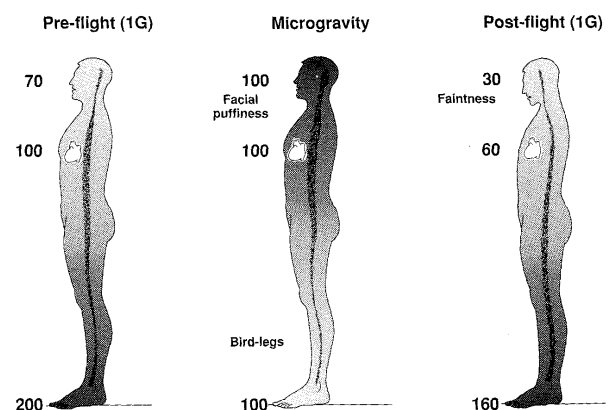 Pre-flight (1G)
70
100
200
Microgravity
100
Facial
puffiness
100
Bird-legs
100
Post-flight (1G)
30
Faintness
60
160